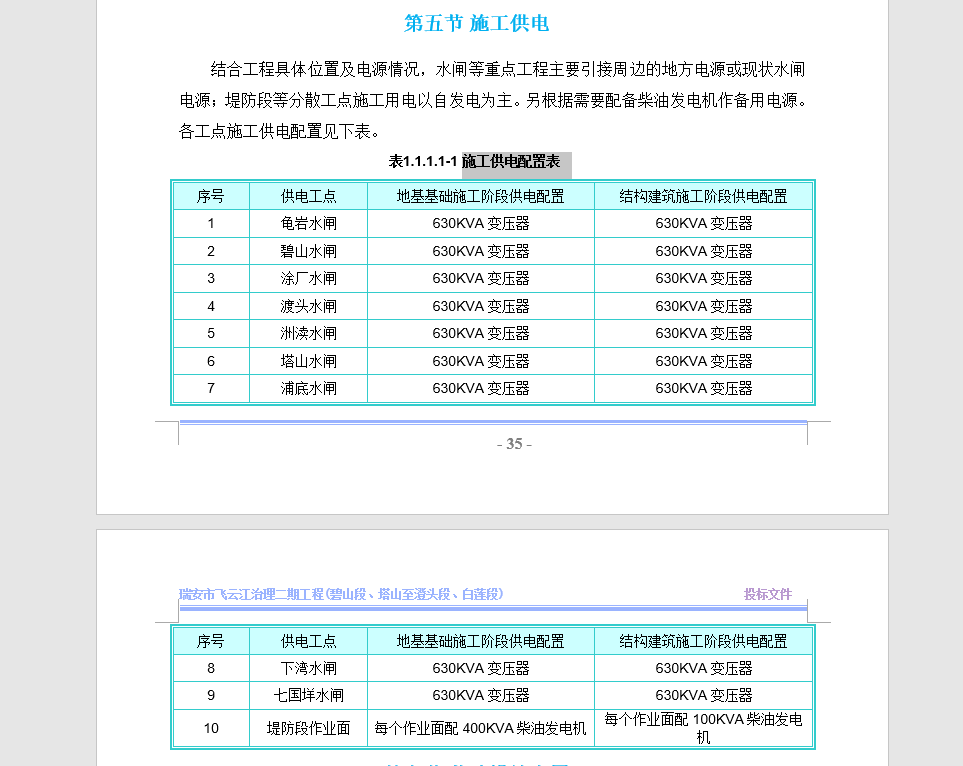 第五节 施工供电
结合工程具体位置及电源情况，水闸等重点工程主要引接周边的地方电源或现状水闸
电源；堤防段等分散工点施工用电以自发电为主。另根据需要配备柴油发电机作备用电源。
各工点施工供电配置见下表。
表1.1.1.1-1 施工供电配置表
序号 供电工点 地基基础施工阶段供电配置 结构建筑施工阶段供电配置
1 龟岩水闸 630KVA 变压器 630KVA 变压器
2 碧山水闸 630KVA 变压器 630KVA 变压器
3 涂厂水闸 630KVA 变压器 630KVA 变压器
4 渡头水闸 630KVA 变压器 630KVA 变压器
5 洲渎水闸 630KVA 变压器 630KVA 变压器
6 塔山水闸 630KVA 变压器 630KVA 变压器
7 浦底水闸 630KVA 变压器 630KVA 变压器
- 35 -
瑞安市飞云江治理二期工程(碧山段、塔山至澄头段、白莲段) 投标文件
序号 供电工点 地基基础施工阶段供电配置 结构建筑施工阶段供电配置
8 下湾水闸 630KVA 变压器 630KVA 变压器
9 七国垟水闸 630KVA 变压器 630KVA 变压器
10 堤防段作业面 每个作业面配 400KVA 柴油发电机 每个作业面配 100KVA 柴油发电
机